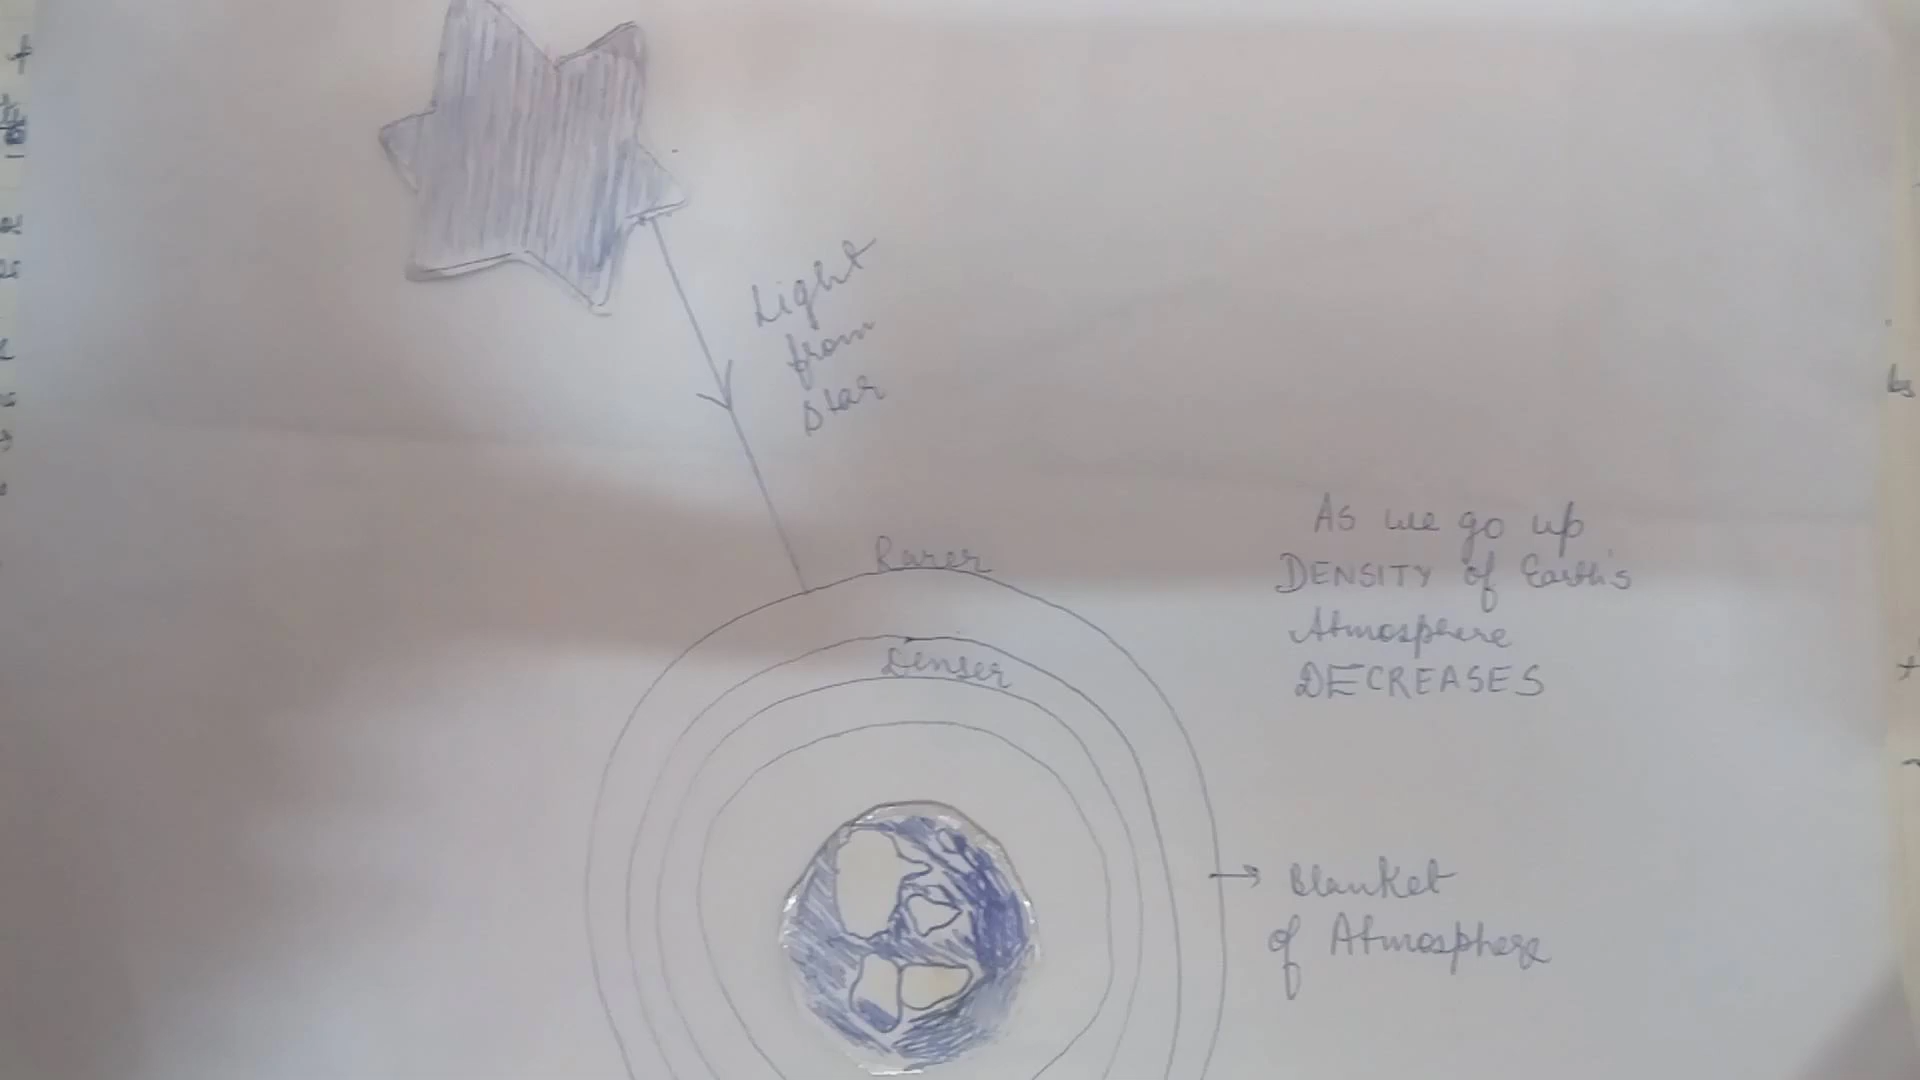 Light
from
Star
Rarer
Denser
As we go up
DENSITY of Earth's
Atmosphere
DECREASES
Blanket
of Atmosphere